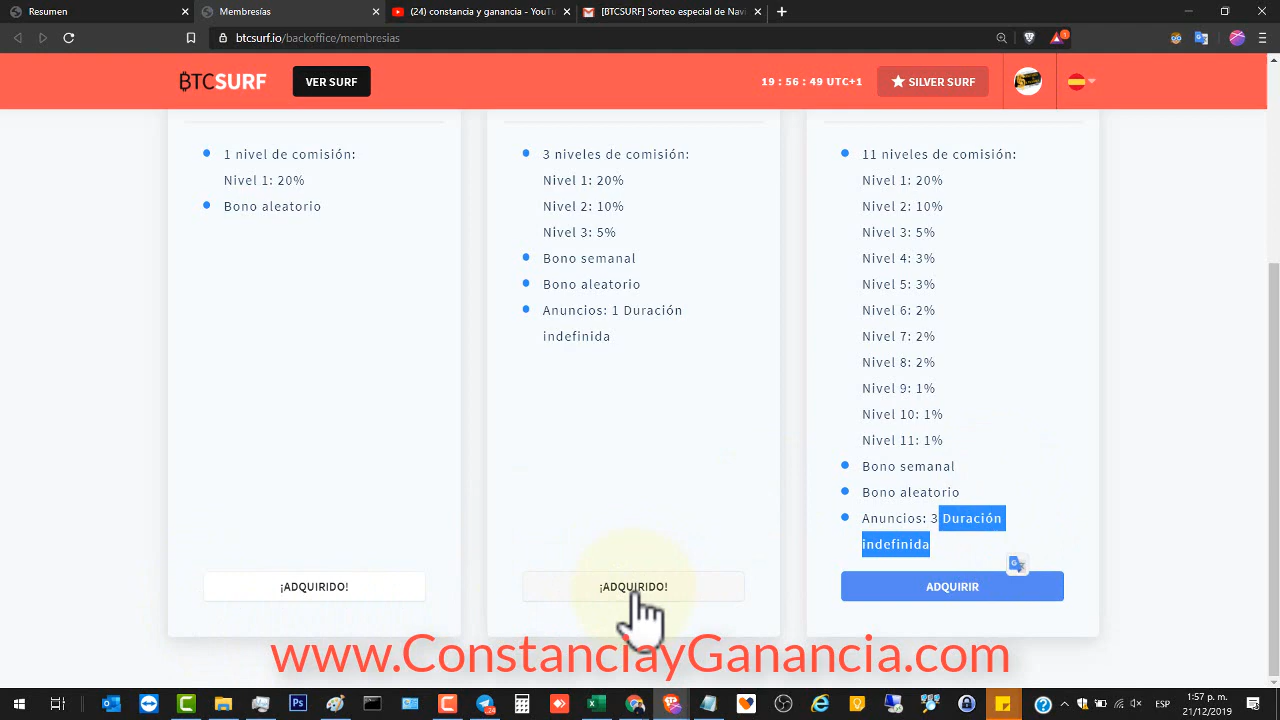 Resumen
Membresías
(24) constancia y ganancia - YouT
[BTCSURF] Sorteo especial de Navi
btcsurf.io/backoffice/membresias
1
BTCSURF
VER SURF
19 : 56 : 49 UTC+1
SILVER SURF
1 nivel de comisión:
Nivel 1: 20%
Bono aleatorio
¡ADQUIRIDO!
3 niveles de comisión:
Nivel 1: 20%
Nivel 2: 10%
Nivel 3: 5%
Bono semanal
Bono aleatorio
Anuncios: 1 Duración
indefinida
¡ADQUIRIDO!
11 niveles de comisión:
Nivel 1: 20%
Nivel 2: 10%
Nivel 3: 5%
Nivel 4: 3%
Nivel 5: 3%
Nivel 6: 2%
Nivel 7: 2%
Nivel 8: 2%
Nivel 9: 1%
Nivel 10: 1%
Nivel 11: 1%
Bono semanal
Bono aleatorio
Anuncios: 3 Duración
indefinida
ADQUIRIR
www.ConstanciayGanancia.com
24
ESP
1:57 p. m.
21/12/2019